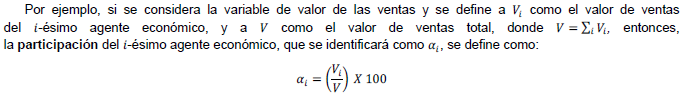 Por ejemplo, si se considera la variable de valor de las ventas y se define a Vᵢ como el valor de ventas
del i-ésimo agente económico, y a V como el valor de ventas total, donde V = ∑ᵢ Vᵢ, entonces,
la participación del i-ésimo agente económico, que se identificará como αᵢ, se define como:
αᵢ = (Vᵢ/V) X 100